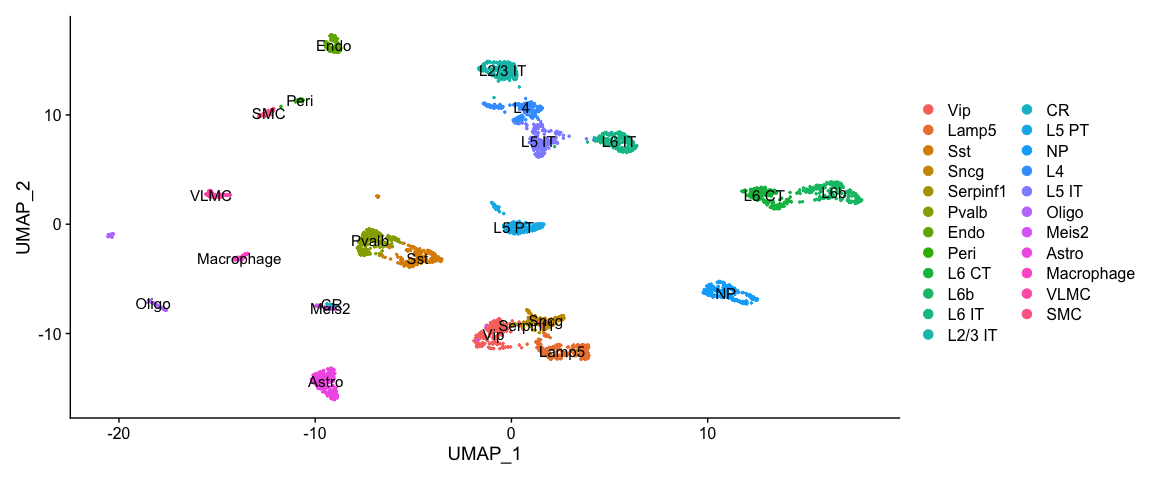 Endo
L2/3 IT
Peri
SMC
L4
L5 IT
L6 IT
VLMC
L6 CT
L6b
L5 PT
Pvalb
Sst
Macrophage
NP
Oligo
CR
Meis2
Sncg
Serpinf1
Vip
Lamp5
Astro
10
0
-10
UMAP_2
-20
-10
0
10
UMAP_1
Vip
Lamp5
Sst
Sncg
Serpinf1
Pvalb
Endo
Peri
L6 CT
L6b
L6 IT
L2/3 IT
CR
L5 PT
NP
L4
L5 IT
Oligo
Meis2
Astro
Macrophage
VLMC
SMC